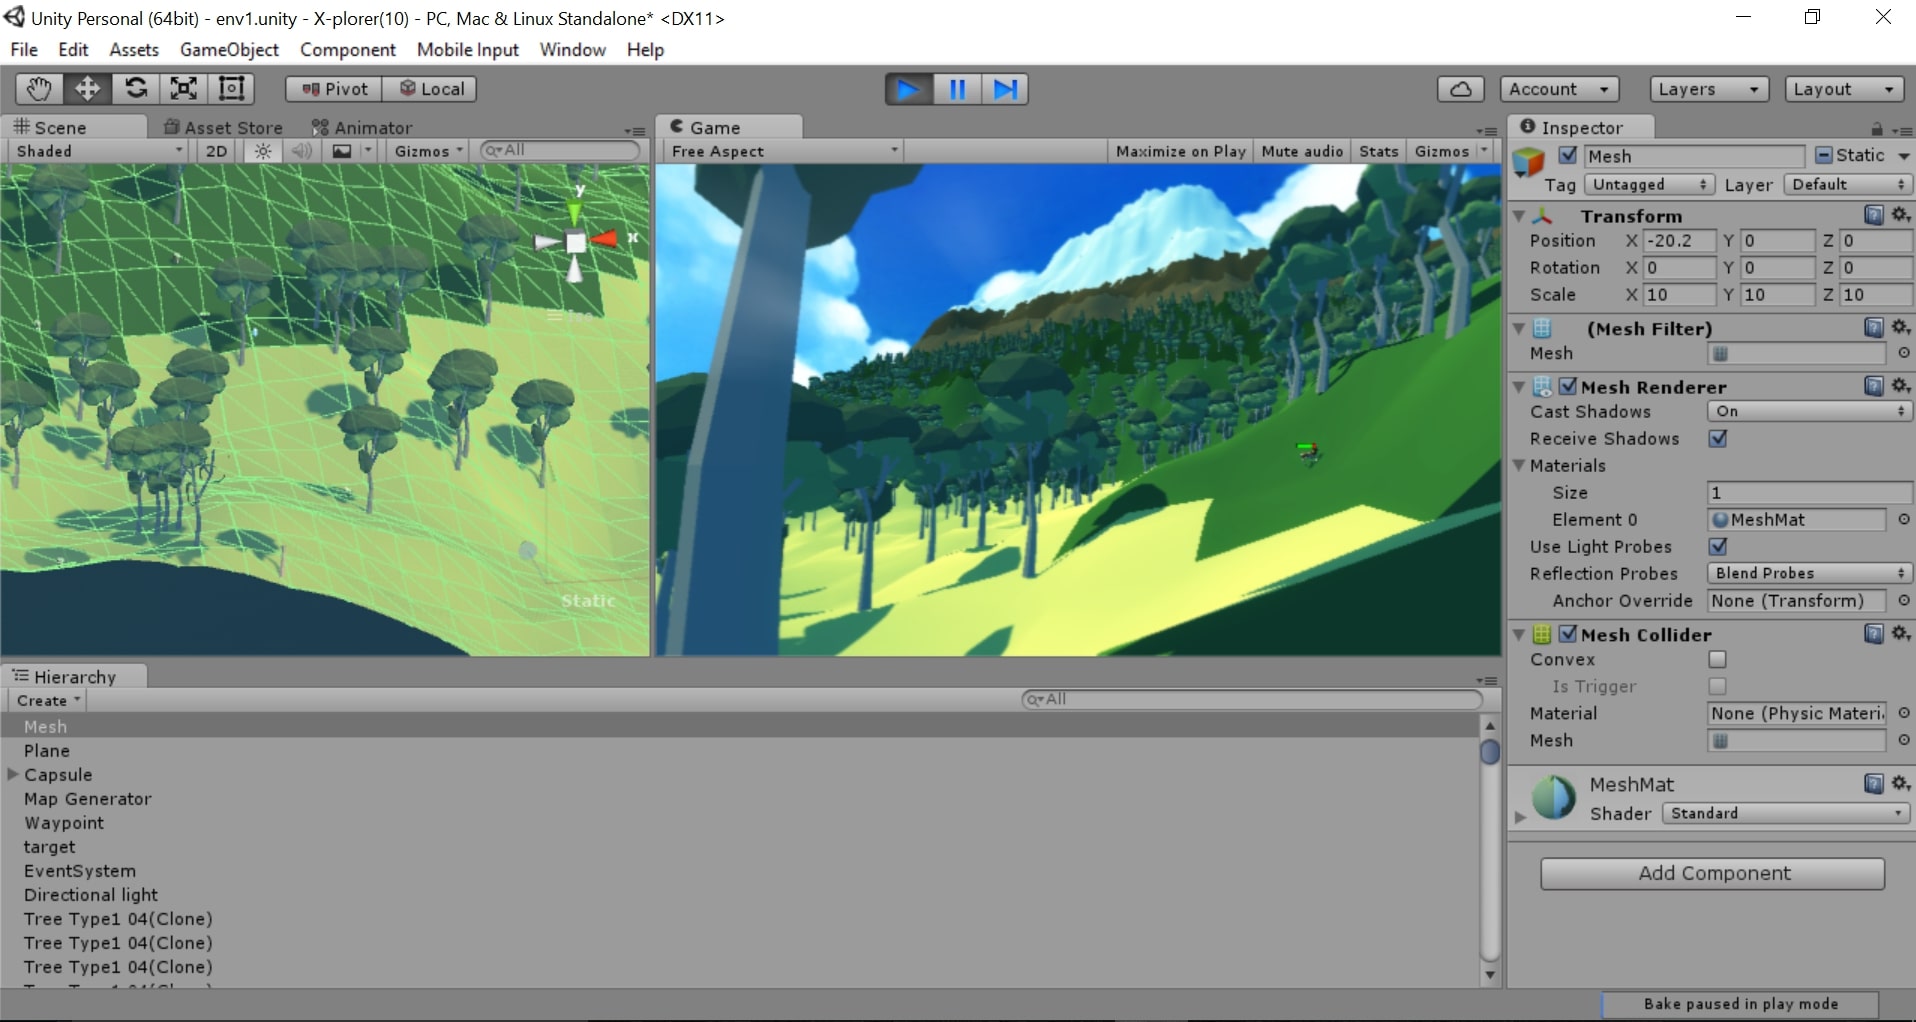 Unity Personal (64bit) - env1.unity - X-plorer(10) - PC, Mac & Linux Standalone* <DX11>
File Edit Assets GameObject Component Mobile Input Window Help
Pivot Local Account Layers Layout
Scene Asset Store Animator
Shaded 2D Gizmos All
y
x
Iso
Static
Game
Free Aspect Maximize on Play Mute audio Stats Gizmos
Hierarchy
Create All
Mesh
Plane
Capsule
Map Generator
Waypoint
target
EventSystem
Directional light
Tree Type1 04(Clone)
Tree Type1 04(Clone)
Tree Type1 04(Clone)
Inspector
Mesh Static
Tag Untagged Layer Default
Transform
Position X -20.2 Y 0 Z 0
Rotation X 0 Y 0 Z 0
Scale X 10 Y 10 Z 10
(Mesh Filter)
Mesh
Mesh Renderer
Cast Shadows On
Receive Shadows
Materials
Size 1
Element 0 MeshMat
Use Light Probes
Reflection Probes Blend Probes
Anchor Override None (Transform)
Mesh Collider
Convex
Is Trigger
Material None (Physic Materi
Mesh
MeshMat
Shader Standard
Add Component
Bake paused in play mode